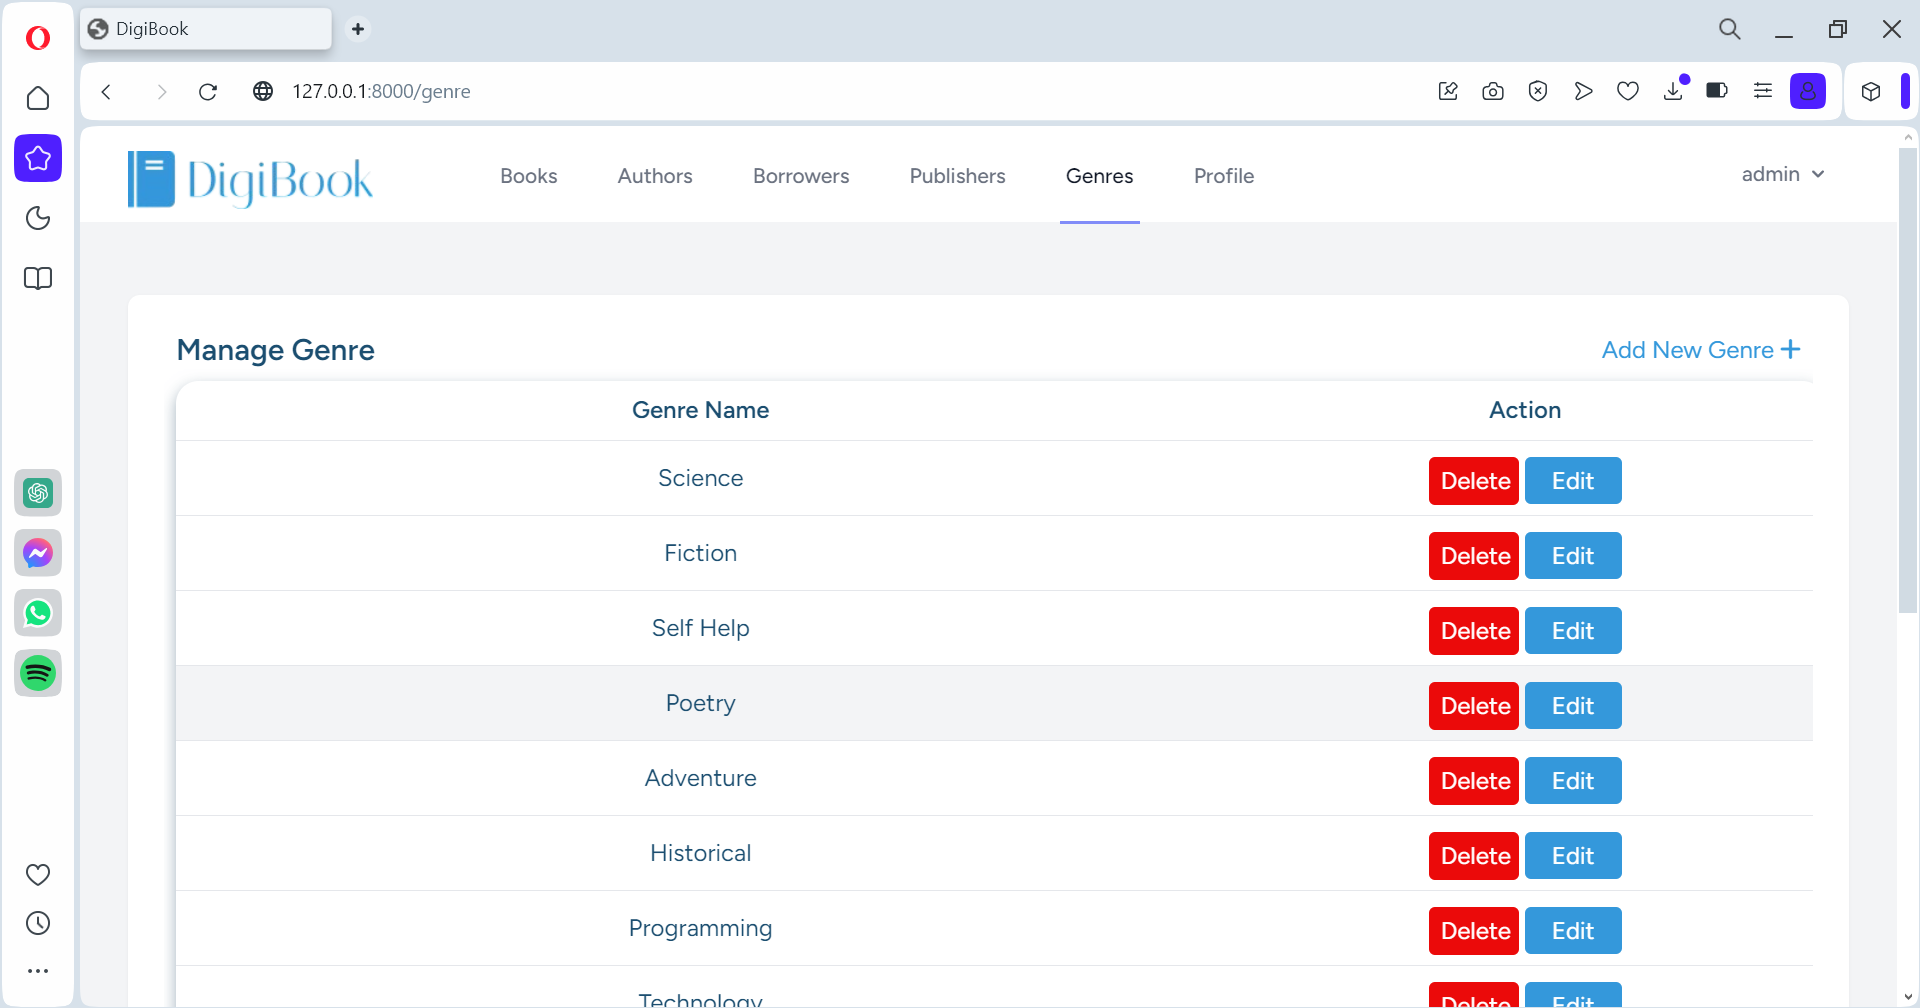 DigiBook
127.0.0.1:8000/genre
DigiBook Books Authors Borrowers Publishers Genres Profile admin
Manage Genre Add New Genre +
Genre Name Action
Science Delete Edit
Fiction Delete Edit
Self Help Delete Edit
Poetry Delete Edit
Adventure Delete Edit
Historical Delete Edit
Programming Delete Edit
Technology Delete Edit